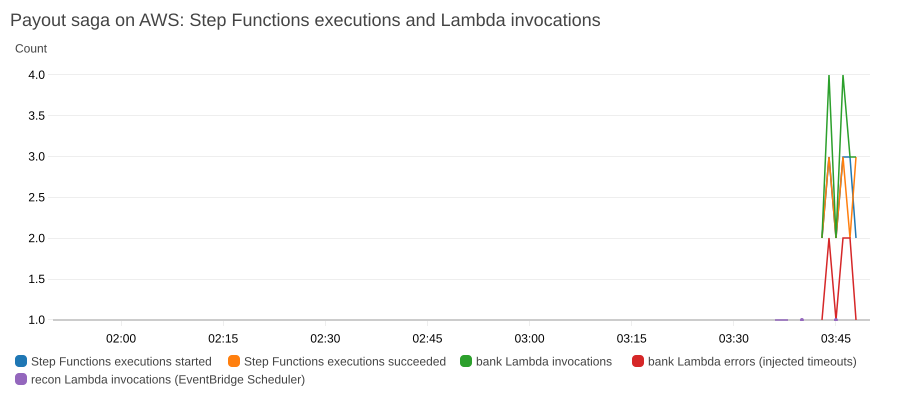 Payout saga on AWS: Step Functions executions and Lambda invocations
Count
4.0
3.5
3.0
2.5
2.0
1.5
1.0
02:00 02:15 02:30 02:45 03:00 03:15 03:30 03:45
Step Functions executions started Step Functions executions succeeded bank Lambda invocations bank Lambda errors (injected timeouts)
recon Lambda invocations (EventBridge Scheduler)